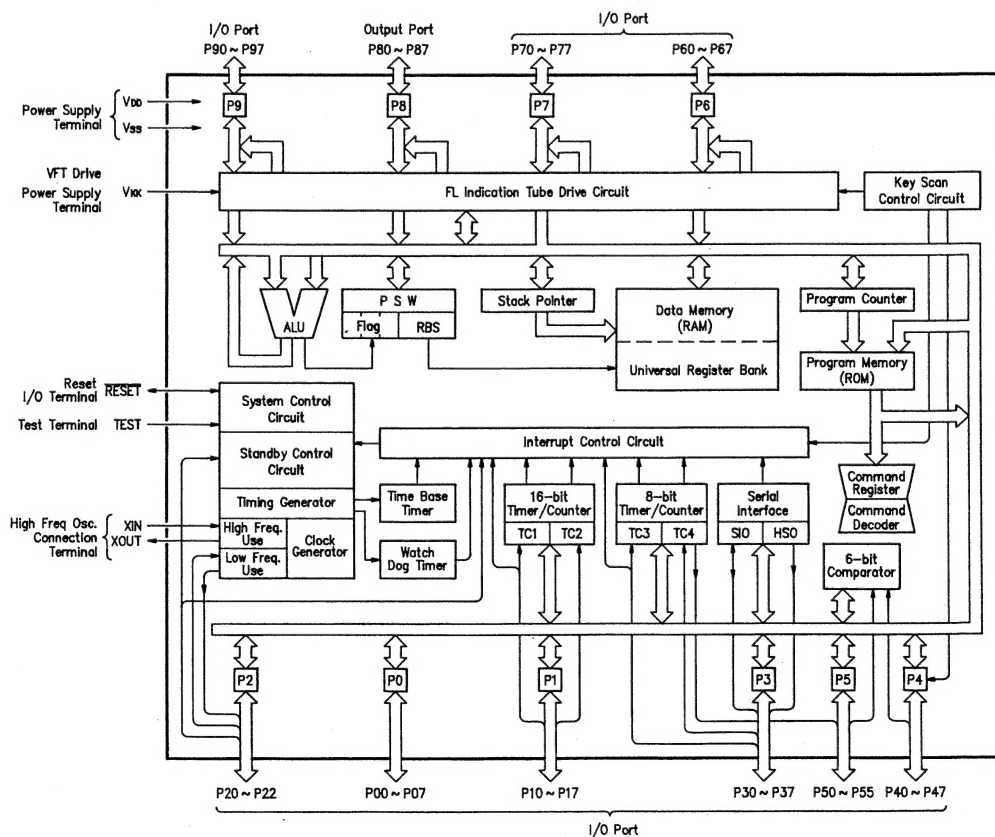 I/O Port
P90 ~ P97
Output Port
P80 ~ P87
I/O Port
P70 ~ P77
P60 ~ P67
Power Supply
Terminal
VDD
VSS
P9
P8
P7
P6
VFT Drive
Power Supply
Terminal
VKK
FL Indication Tube Drive Circuit
Key Scan
Control Circuit
ALU
P S W
Flag
RBS
Stack Pointer
Data Memory
(RAM)
Universal Register Bank
Program Counter
Program Memory
(ROM)
Reset
I/O Terminal
RESET
Test Terminal
TEST
System Control
Circuit
Standby Control
Circuit
Timing Generator
High Freq.
Use
Low Freq.
Use
Clock
Generator
High Freq Osc.
Connection
Terminal
XIN
XOUT
Interrupt Control Circuit
Time Base
Timer
Watch
Dog Timer
16-bit
Timer/Counter
TC1
TC2
8-bit
Timer/Counter
TC3
TC4
Serial
Interface
SIO
HSO
Command
Register
Command
Decoder
6-bit
Comparator
P2
P0
P1
P3
P5
P4
P20 ~ P22
P00 ~ P07
P10 ~ P17
P30 ~ P37
P50 ~ P55
P40 ~ P47
I/O Port